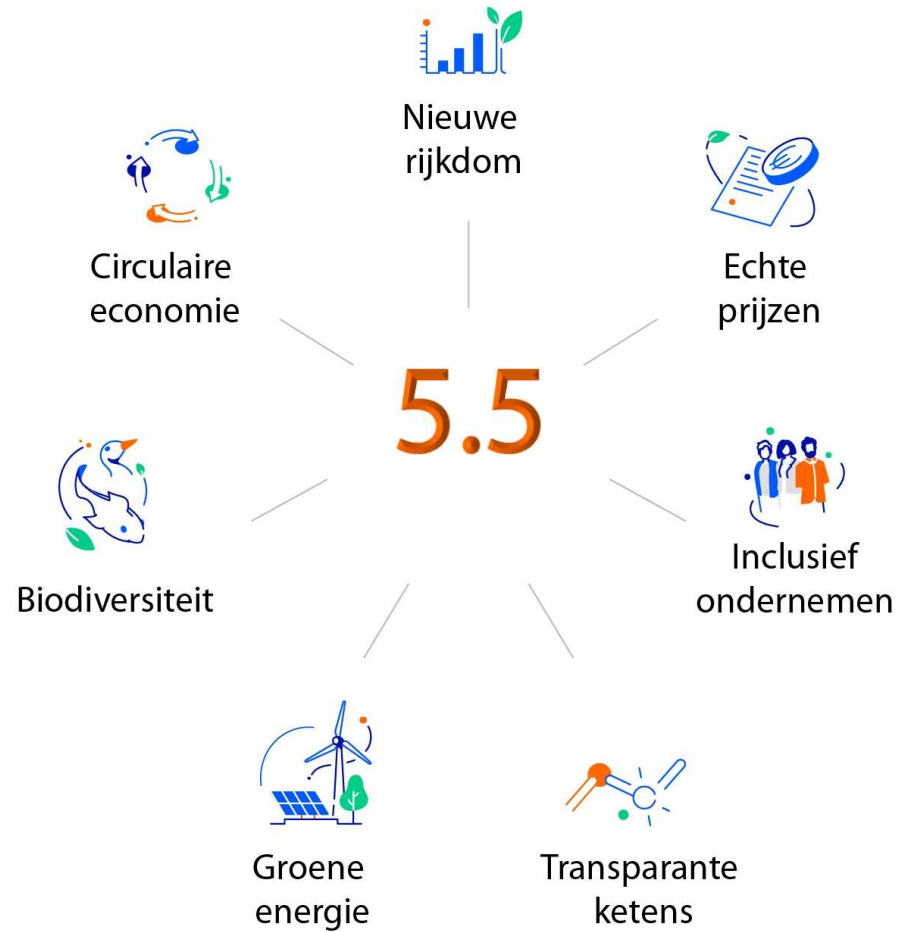 Nieuwe
rijkdom
Circulaire
economie
Echte
prijzen
5.5
Biodiversiteit
Inclusief
ondernemen
Groene
energie
Transparante
ketens